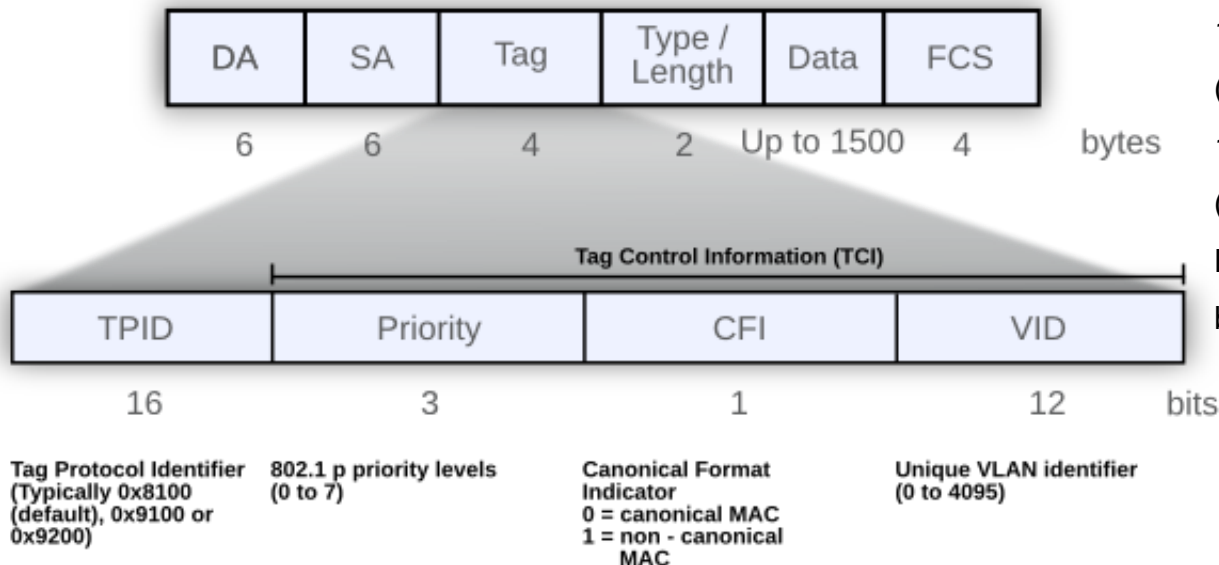 DA SA Tag Type / Length Data FCS
6 6 4 2 Up to 1500 4 bytes
Tag Control Information (TCI)
TPID Priority CFI VID
16 3 1 12 bits
Tag Protocol Identifier
(Typically 0x8100
(default), 0x9100 or
0x9200)
802.1 p priority levels
(0 to 7)
Canonical Format
Indicator
0 = canonical MAC
1 = non - canonical
MAC
Unique VLAN identifier
(0 to 4095)